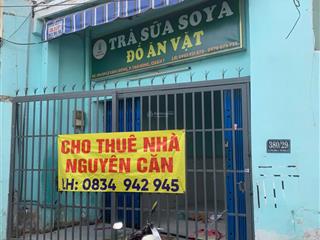 TRÀ SỮA SOYA
ĐỒ ĂN VẶT
380/29
CHO THUÊ NHÀ
NGUYÊN CĂN
LH: 0834 942 945